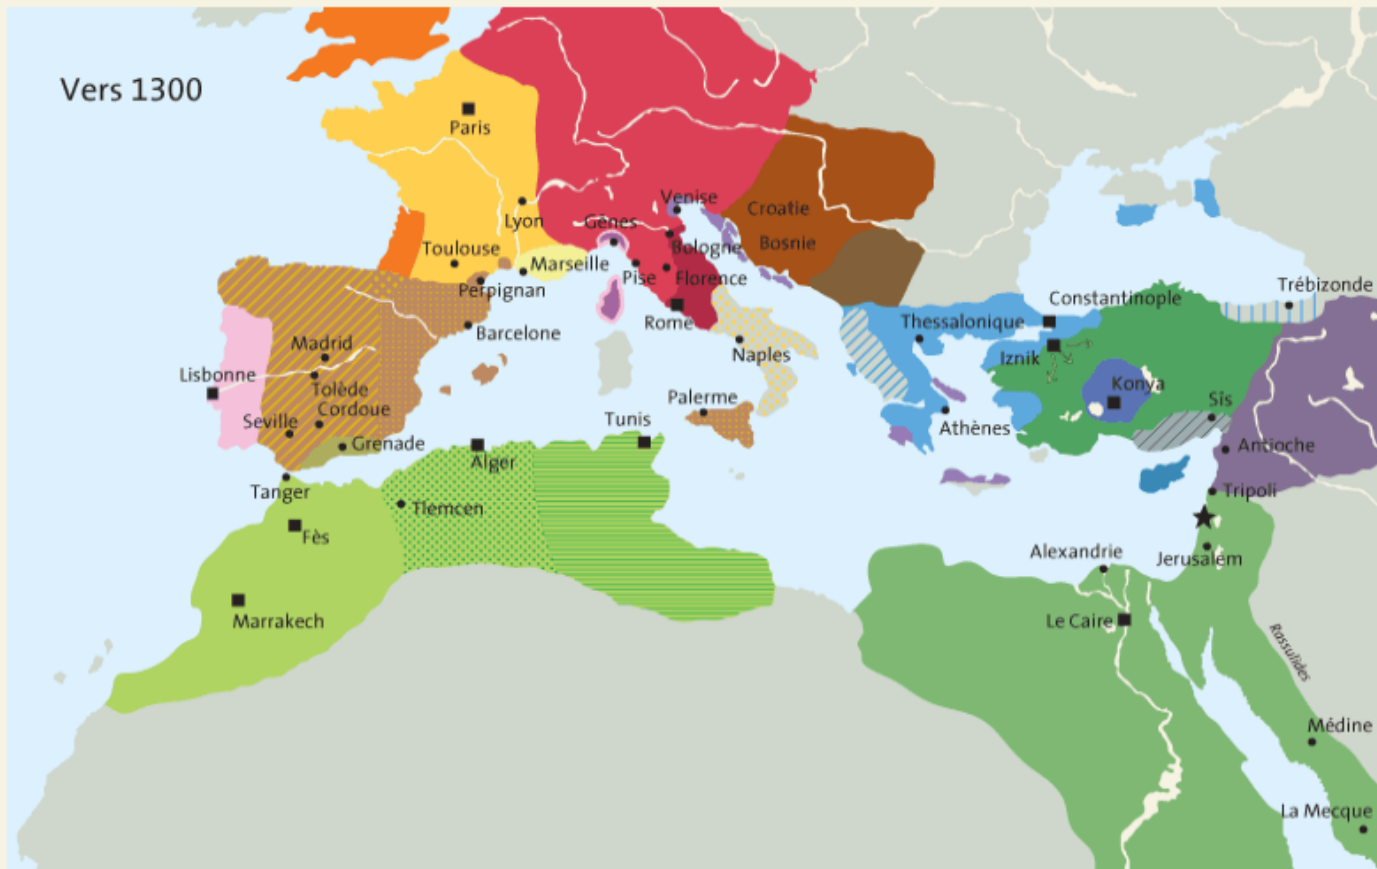 Vers 1300
Paris
Lyon
Venise
Croatie
Gênes
Bosnie
Bologne
Toulouse
Marseille
Pise
Florence
Perpignan
Rome
Barcelone
Naples
Trébizonde
Constantinople
Thessalonique
Iznik
Madrid
Lisbonne
Tolède
Cordoue
Seville
Grenade
Palerme
Tunis
Konya
Sîs
Athènes
Antioche
Alger
Tanger
Tlemcen
Tripoli
Fès
Alexandrie
Jerusalem
Marrakech
Le Caire
Rassulides
Médine
La Mecque